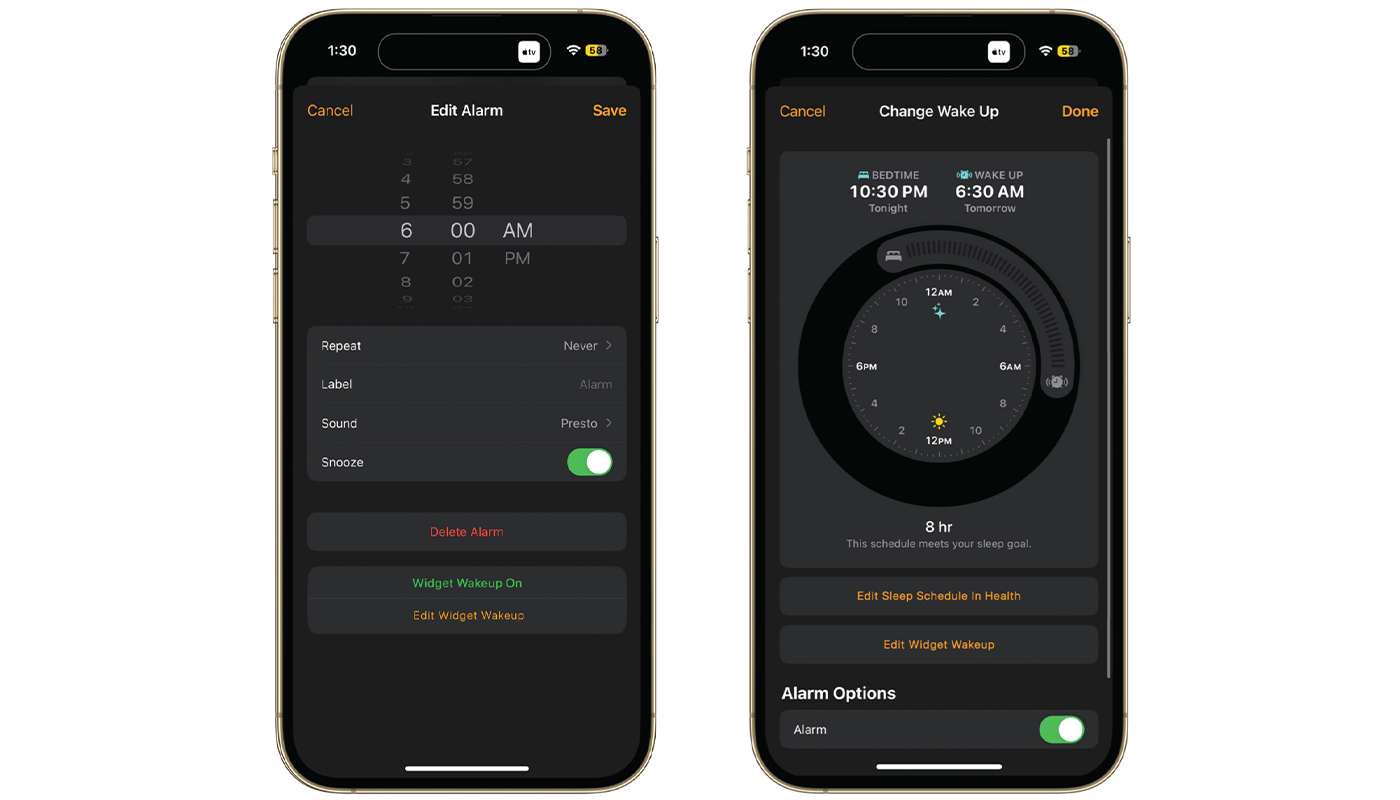 1:30
tv
58
Cancel Edit Alarm Save
3 57
4 58
5 59
6 00 AM
7 01 PM
8 02
9 03
Repeat Never
Label Alarm
Sound Presto
Snooze
Delete Alarm
Widget Wakeup On
Edit Widget Wakeup
1:30
tv
58
Cancel Change Wake Up Done
BEDTIME WAKE UP
10:30 PM 6:30 AM
Tonight Tomorrow
12AM
10 2
8 4
6PM 6AM
4 8
2 10
12PM
8 hr
This schedule meets your sleep goal.
Edit Sleep Schedule In Health
Edit Widget Wakeup
Alarm Options
Alarm